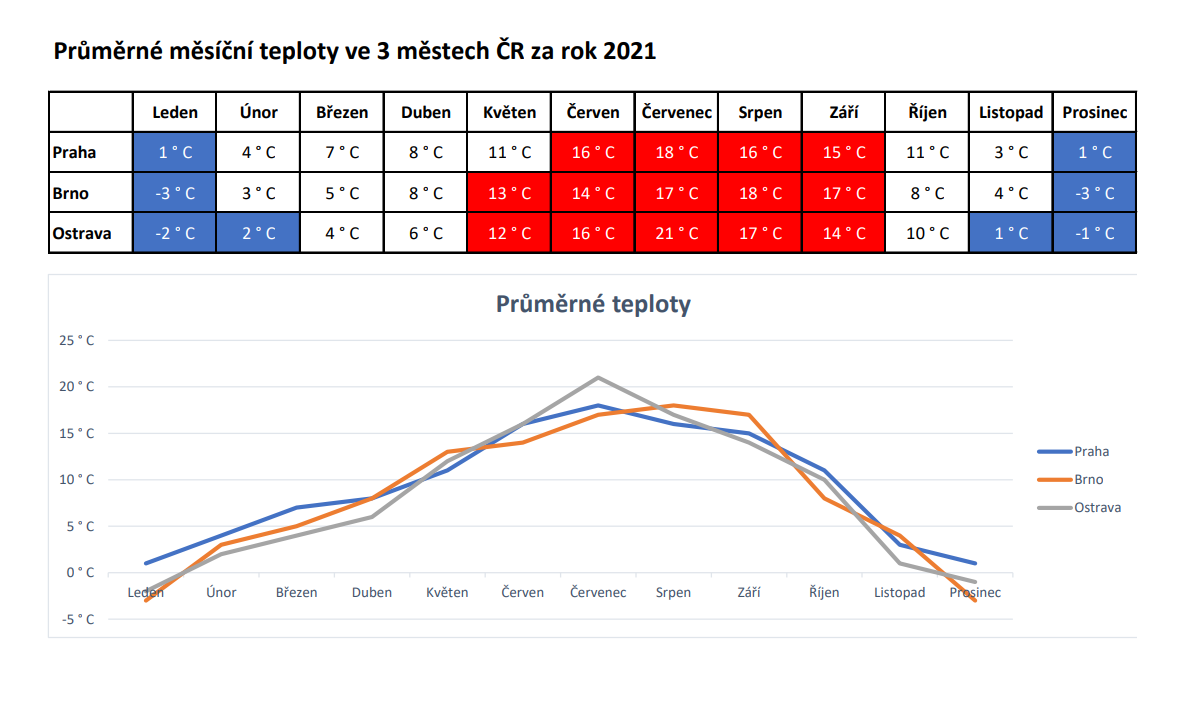 Průměrné měsíční teploty ve 3 městech ČR za rok 2021
Leden Únor Březen Duben Květen Červen Červenec Srpen Září Říjen Listopad Prosinec
Praha 1 ° C 4 ° C 7 ° C 8 ° C 11 ° C 16 ° C 18 ° C 16 ° C 15 ° C 11 ° C 3 ° C 1 ° C
Brno -3 ° C 3 ° C 5 ° C 8 ° C 13 ° C 14 ° C 17 ° C 18 ° C 17 ° C 8 ° C 4 ° C -3 ° C
Ostrava -2 ° C 2 ° C 4 ° C 6 ° C 12 ° C 16 ° C 21 ° C 17 ° C 14 ° C 10 ° C 1 ° C -1 ° C
Průměrné teploty
25 ° C
20 ° C
15 ° C
10 ° C
5 ° C
0 ° C
-5 ° C
Leden Únor Březen Duben Květen Červen Červenec Srpen Září Říjen Listopad Prosinec
Praha
Brno
Ostrava